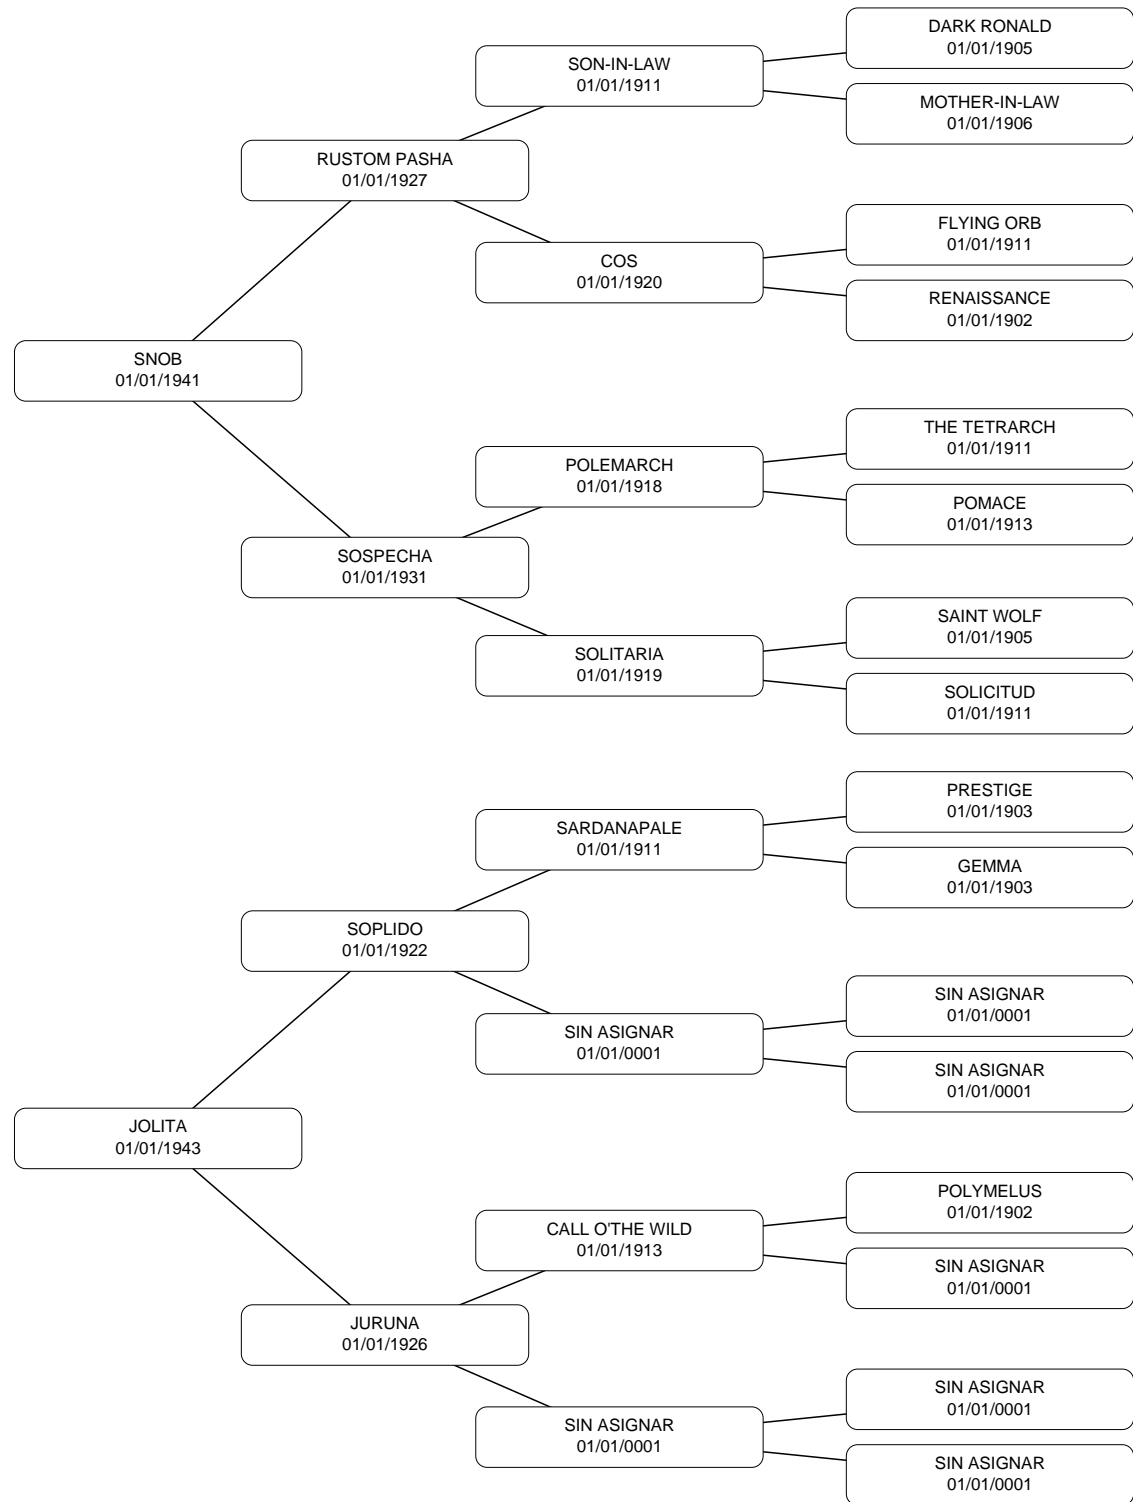 DARK RONALD
01/01/1905
SON-IN-LAW
01/01/1911
MOTHER-IN-LAW
01/01/1906
RUSTOM PASHA
01/01/1927
FLYING ORB
01/01/1911
COS
01/01/1920
RENAISSANCE
01/01/1902
SNOB
01/01/1941
THE TETRARCH
01/01/1911
POLEMARCH
01/01/1918
POMACE
01/01/1913
SOSPECHA
01/01/1931
SAINT WOLF
01/01/1905
SOLITARIA
01/01/1919
SOLICITUD
01/01/1911
PRESTIGE
01/01/1903
SARDANAPALE
01/01/1911
GEMMA
01/01/1903
SOPLIDO
01/01/1922
SIN ASIGNAR
01/01/0001
SIN ASIGNAR
01/01/0001
SIN ASIGNAR
01/01/0001
JOLITA
01/01/1943
POLYMELUS
01/01/1902
CALL O'THE WILD
01/01/1913
SIN ASIGNAR
01/01/0001
JURUNA
01/01/1926
SIN ASIGNAR
01/01/0001
SIN ASIGNAR
01/01/0001
SIN ASIGNAR
01/01/0001